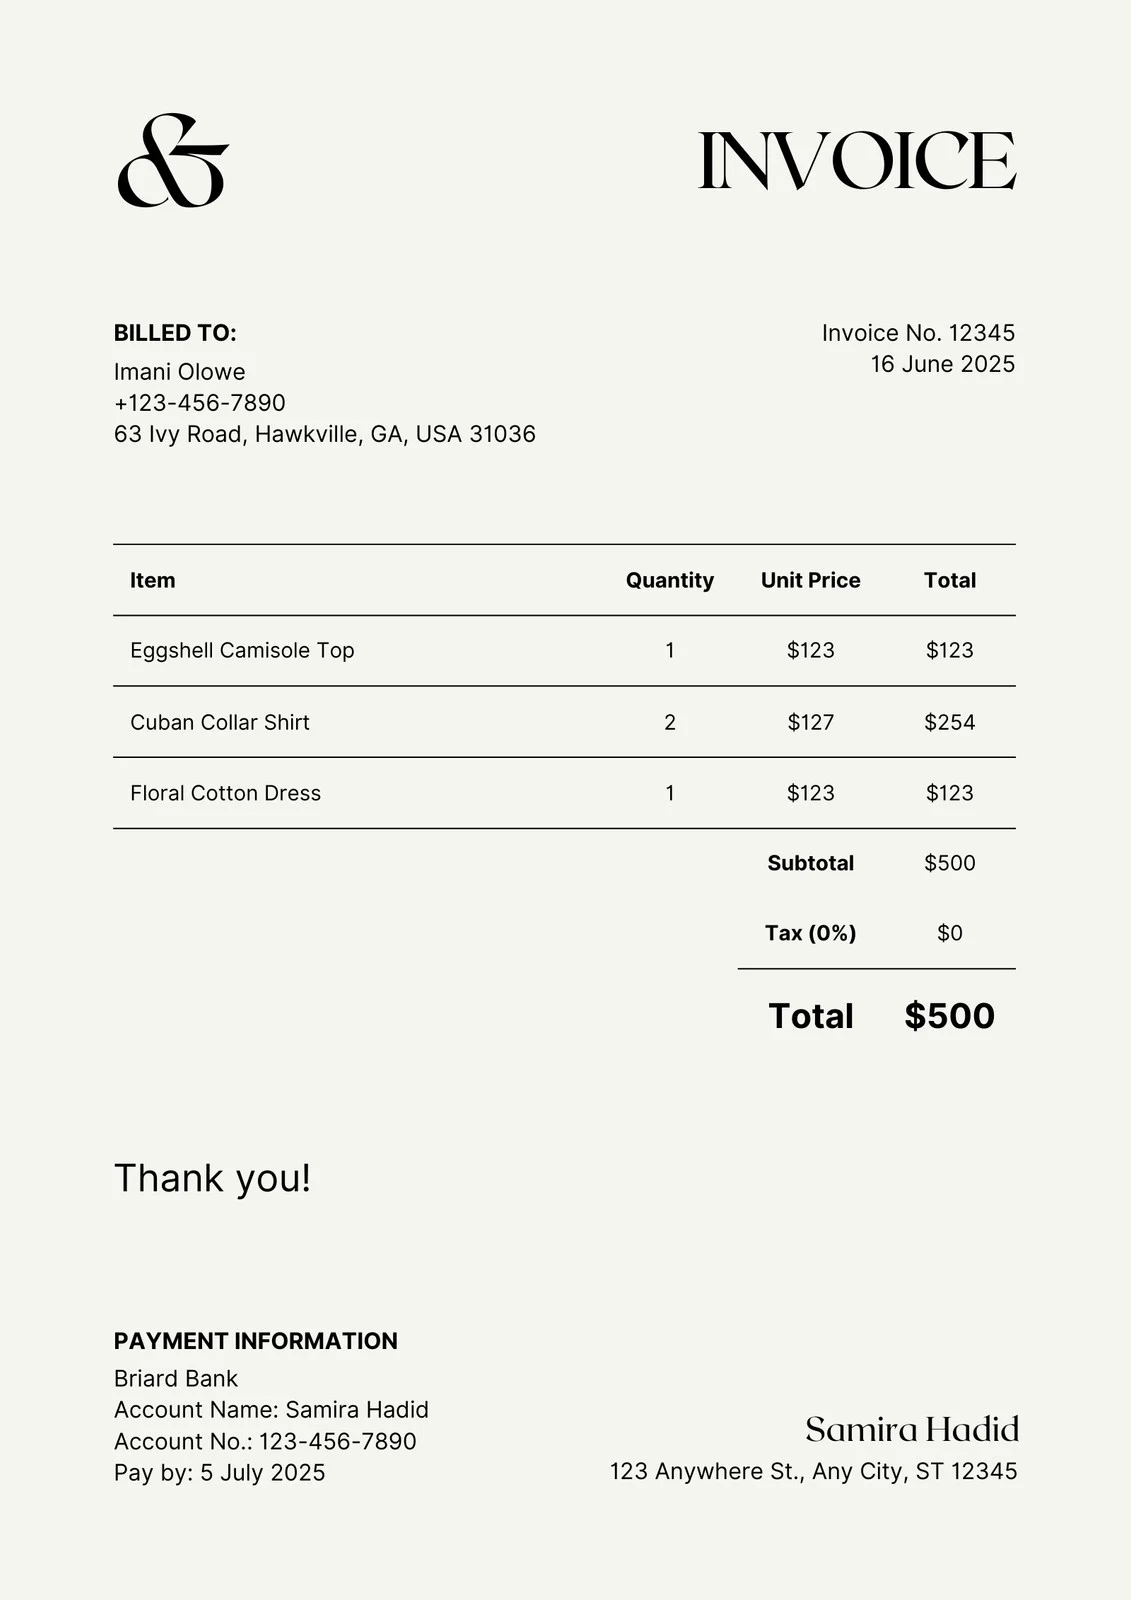 &
INVOICE
BILLED TO:
Imani Olowe
+123-456-7890
63 Ivy Road, Hawkville, GA, USA 31036
Invoice No. 12345
16 June 2025
Item Quantity Unit Price Total
Eggshell Camisole Top 1 $123 $123
Cuban Collar Shirt 2 $127 $254
Floral Cotton Dress 1 $123 $123
Subtotal $500
Tax (0%) $0
Total $500
Thank you!
PAYMENT INFORMATION
Briard Bank
Account Name: Samira Hadid
Account No.: 123-456-7890
Pay by: 5 July 2025
Samira Hadid
123 Anywhere St., Any City, ST 12345